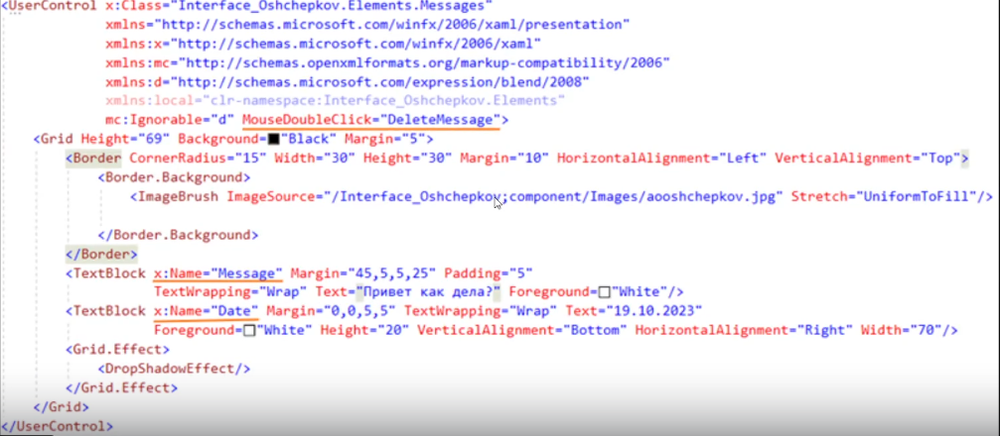 <UserControl x:Class="Interface_Oshchepkov.Elements.Messages"
xmlns="http://schemas.microsoft.com/winfx/2006/xaml/presentation"
xmlns:x="http://schemas.microsoft.com/winfx/2006/xaml"
xmlns:mc="http://schemas.openxmlformats.org/markup-compatibility/2006"
xmlns:d="http://schemas.microsoft.com/expression/blend/2008"
xmlns:local="clr-namespace:Interface_Oshchepkov.Elements"
mc:Ignorable="d" MouseDoubleClick="DeleteMessage">
<Grid Height="69" Background="Black" Margin="5">
<Border CornerRadius="15" Width="30" Height="30" Margin="10" HorizontalAlignment="Left" VerticalAlignment="Top">
<Border.Background>
<ImageBrush ImageSource="/Interface_Oshchepkov;component/Images/aooshchepkov.jpg" Stretch="UniformToFill"/>
</Border.Background>
</Border>
<TextBlock x:Name="Message" Margin="45,5,5,25" Padding="5"
TextWrapping="Wrap" Text="Привет как дела?" Foreground="White"/>
<TextBlock x:Name="Date" Margin="0,0,5,5" TextWrapping="Wrap" Text="19.10.2023"
Foreground="White" Height="20" VerticalAlignment="Bottom" HorizontalAlignment="Right" Width="70"/>
<Grid.Effect>
<DropShadowEffect/>
</Grid.Effect>
</Grid>
</UserControl>